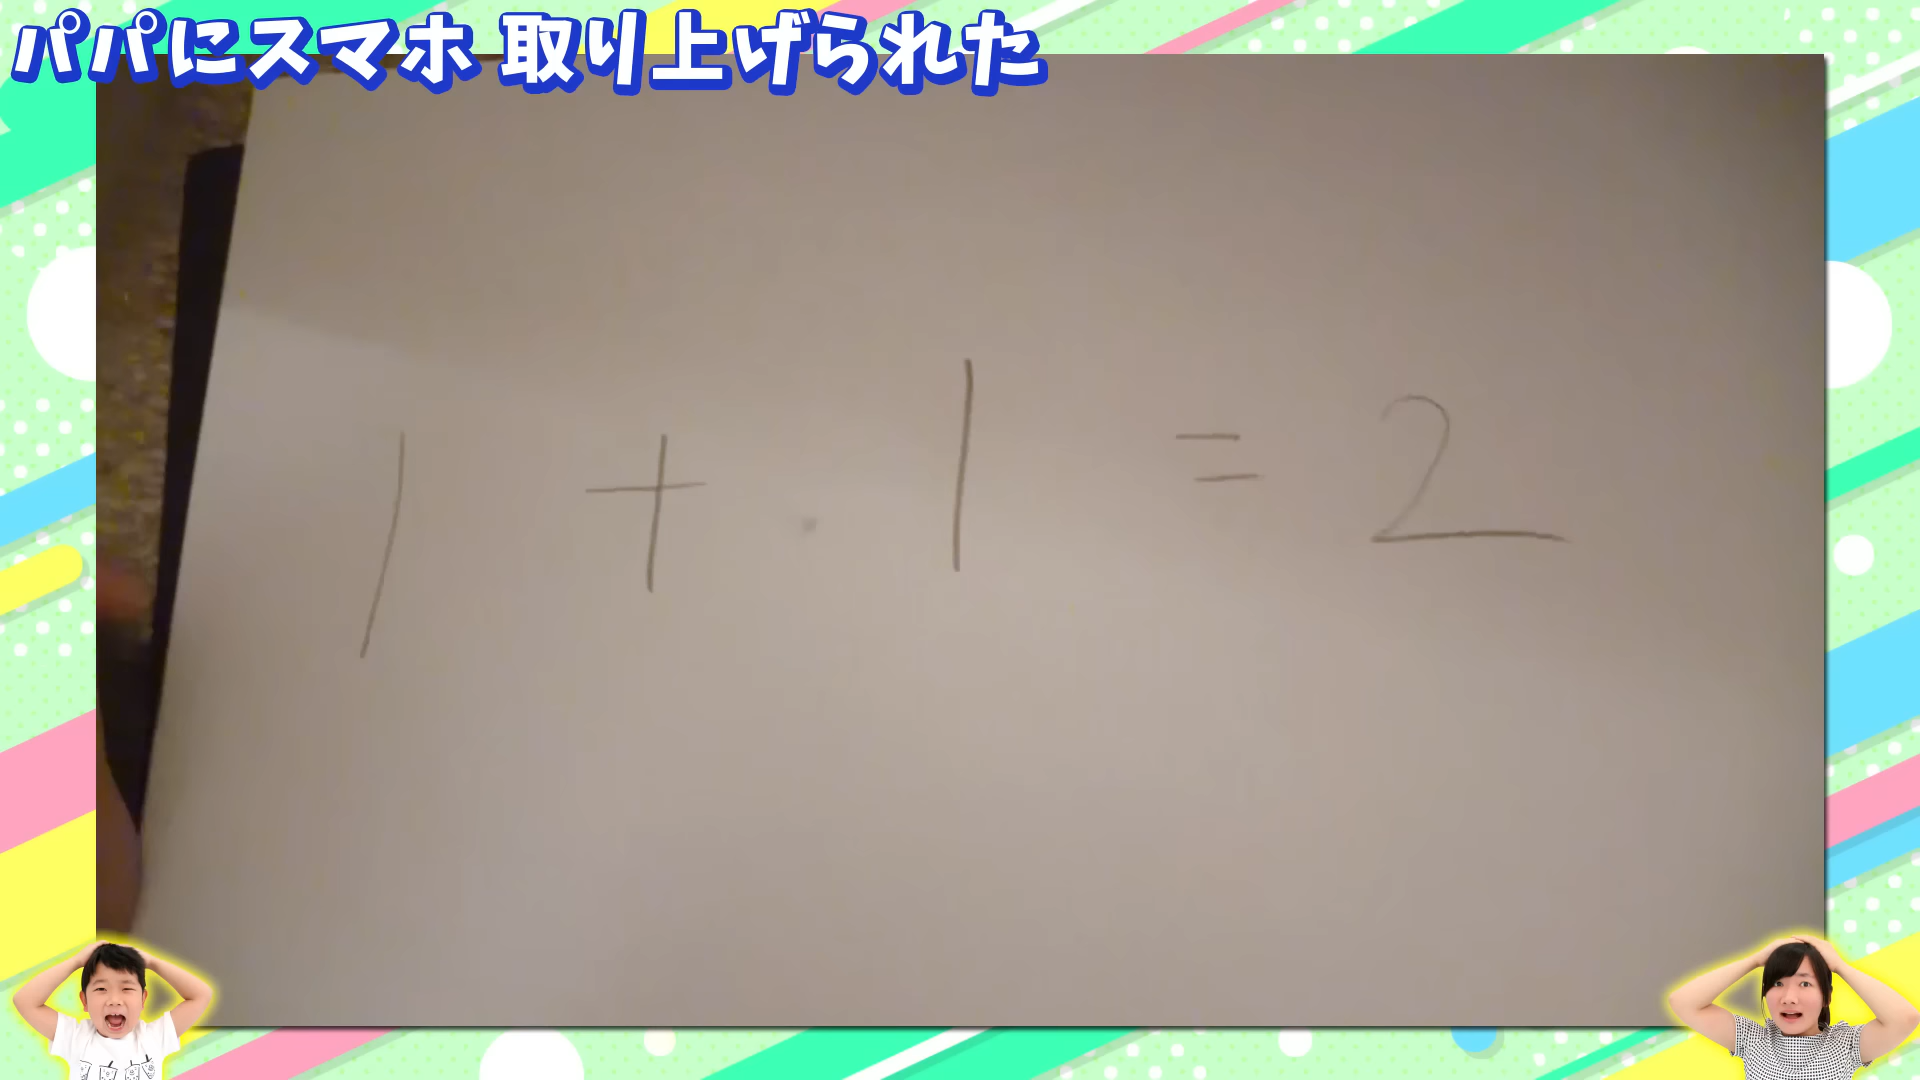 パパにスマホ 取り上げられた
1 + 1 = 2